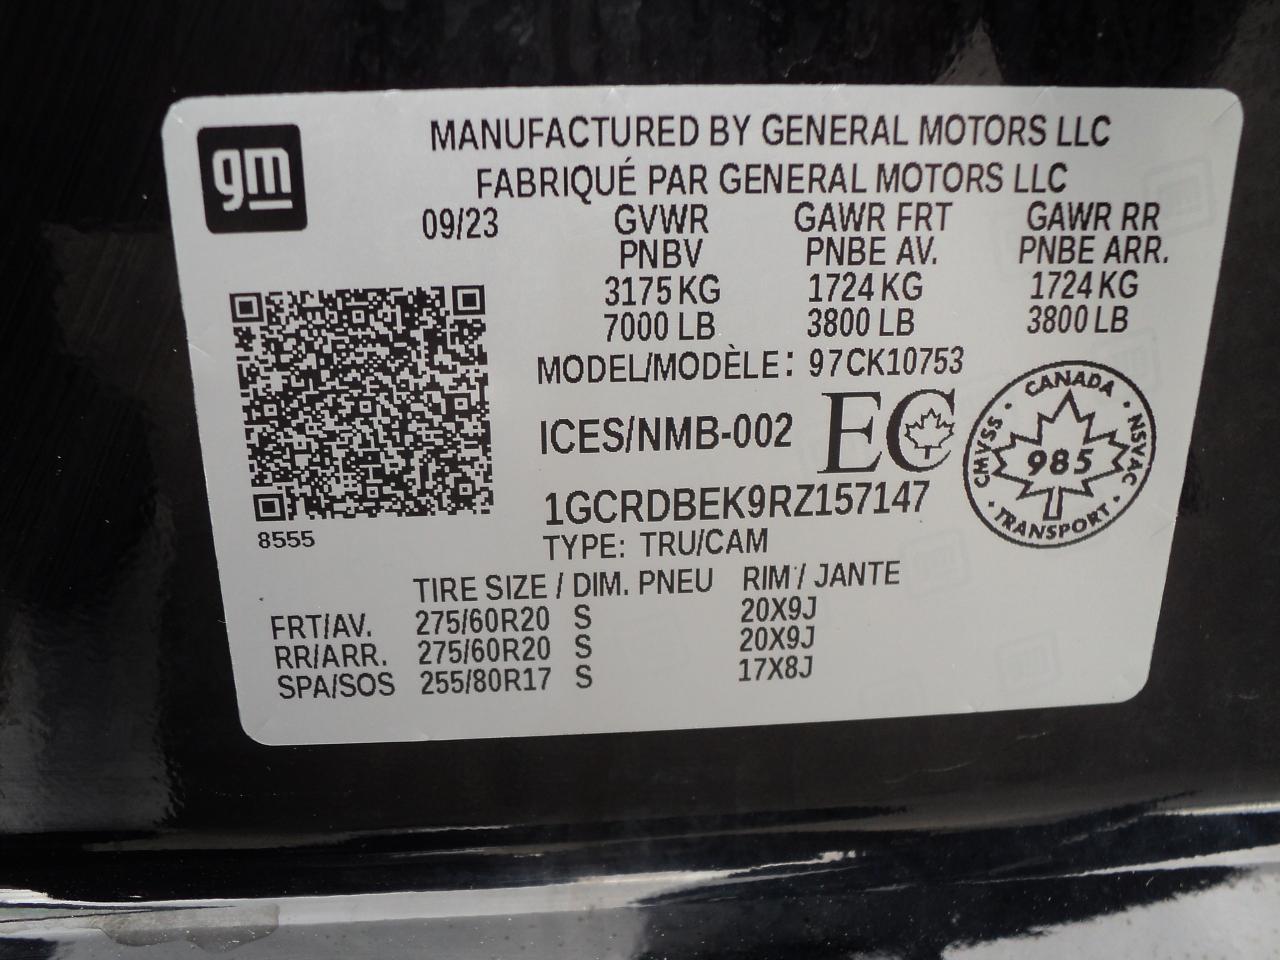 gm
MANUFACTURED BY GENERAL MOTORS LLC
FABRIQUÉ PAR GENERAL MOTORS LLC
09/23 GVWR GAWR FRT GAWR RR
PNBV PNBE AV. PNBE ARR.
3175 KG 1724 KG 1724 KG
7000 LB 3800 LB 3800 LB
MODEL/MODÈLE: 97CK10753
ICES/NMB-002 EC
CANADA
CMVSS · NSVAC
985
TRANSPORT
1GCRDBEK9RZ157147
8555
TYPE: TRU/CAM
TIRE SIZE / DIM. PNEU RIM / JANTE
FRT/AV. 275/60R20 S 20X9J
RR/ARR. 275/60R20 S 20X9J
SPA/SOS 255/80R17 S 17X8J